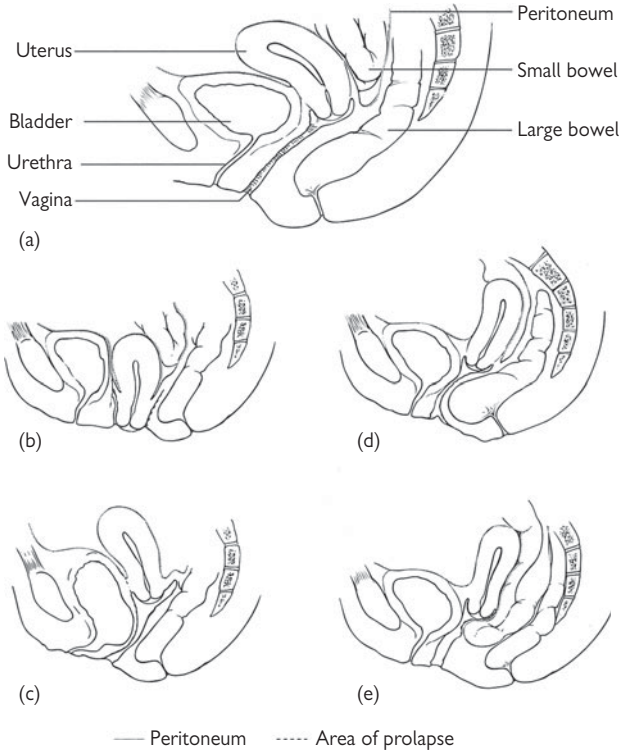 Peritoneum
Uterus
Small bowel
Bladder
Large bowel
Urethra
Vagina
(a)
(b)
(d)
(c)
(e)
Peritoneum
Area of prolapse